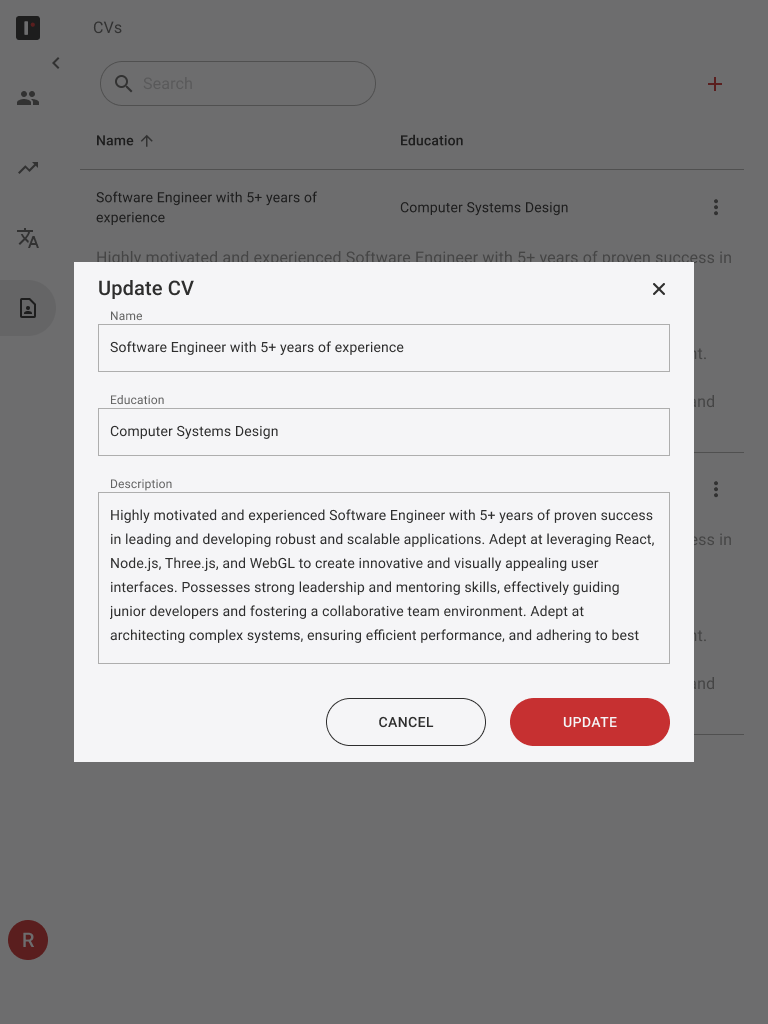 CVs
Search
Name
Education
Software Engineer with 5+ years of
experience
Computer Systems Design
Highly motivated and experienced Software Engineer with 5+ years of proven success in
Update CV
Name
Software Engineer with 5+ years of experience
Education
Computer Systems Design
Description
Highly motivated and experienced Software Engineer with 5+ years of proven success
in leading and developing robust and scalable applications. Adept at leveraging React,
Node.js, Three.js, and WebGL to create innovative and visually appealing user
interfaces. Possesses strong leadership and mentoring skills, effectively guiding
junior developers and fostering a collaborative team environment. Adept at
architecting complex systems, ensuring efficient performance, and adhering to best
CANCEL
UPDATE
in
R